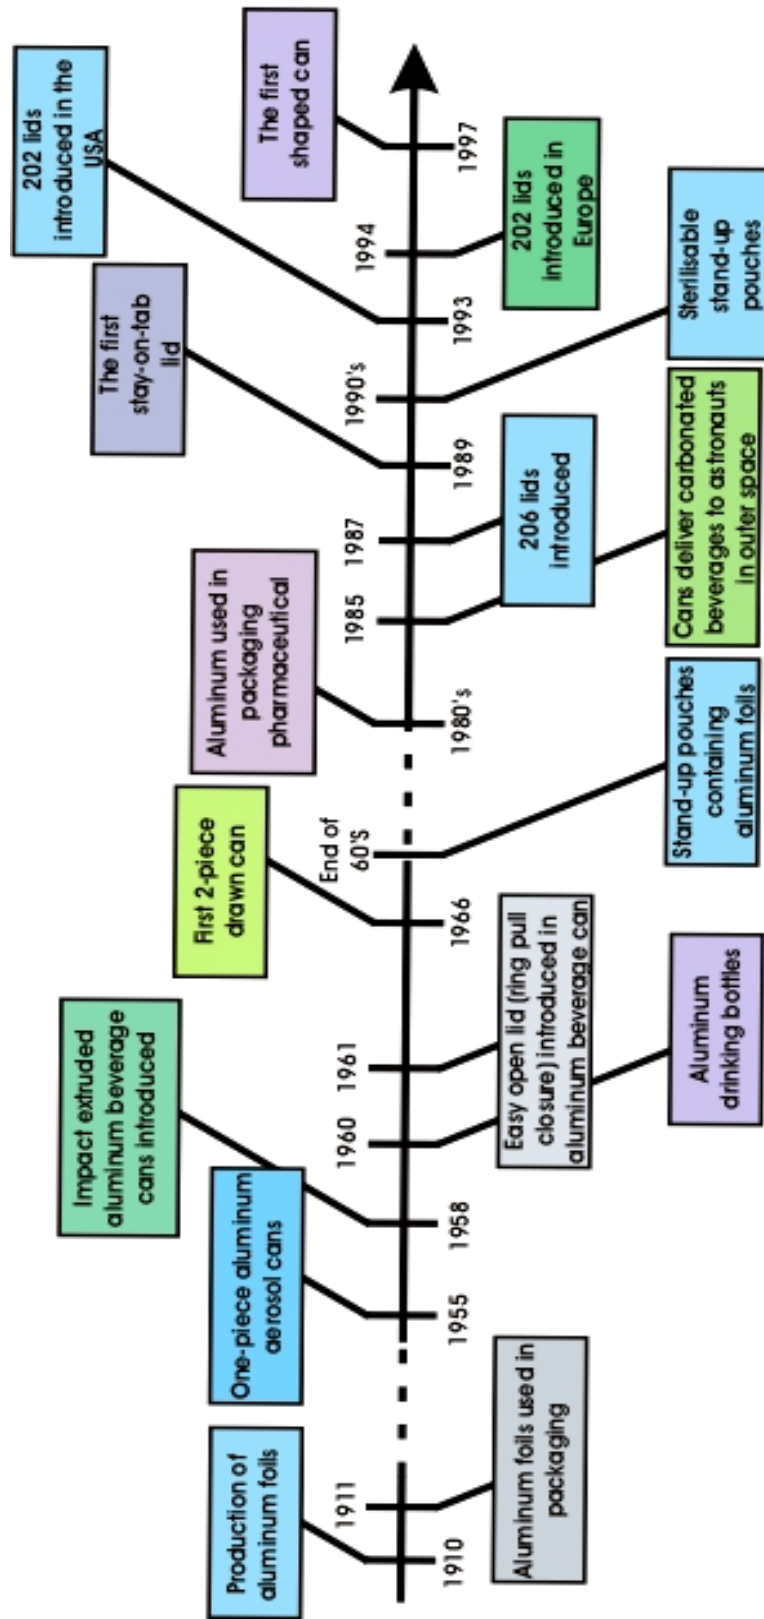 Production of
aluminum foils
1910
1911
Aluminum foils used in
packaging
One-piece aluminum
aerosol cans
1955
Impact extruded
aluminum beverage
cans introduced
1958
1960
Aluminum
drinking bottles
1961
Easy open lid (ring pull
closure) introduced in
aluminum beverage can
First 2-piece
drawn can
1966
End of
60'S
Stand-up pouches
containing
aluminum foils
Aluminum used in
packaging
pharmaceutical
1980's
1985
Cans deliver carbonated
beverages to astronauts
in outer space
1987
206 lids
introduced
The first
stay-on-tab
lid
1989
1990's
Sterilisable
stand-up
pouches
202 lids
introduced in the
USA
1993
1994
202 lids
introduced in
Europe
The first
shaped can
1997